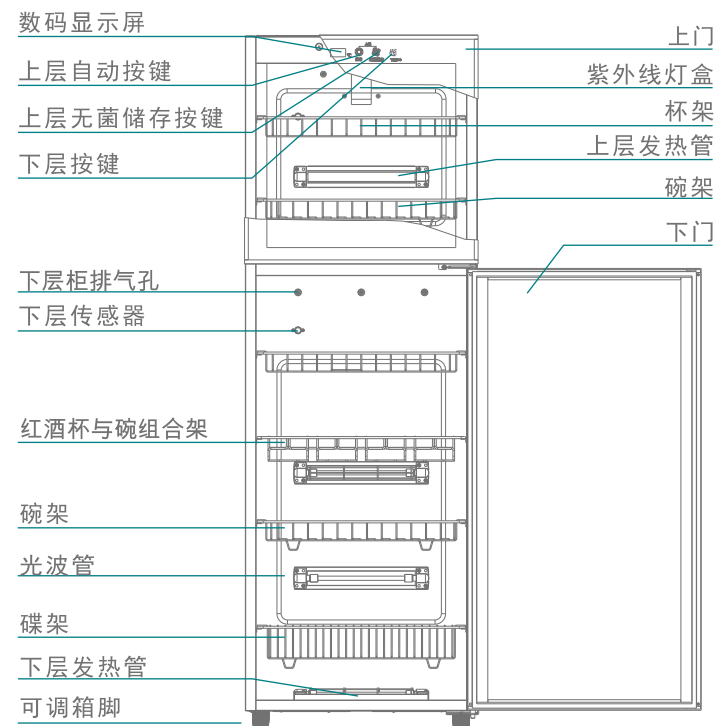 数码显示屏
上层自动按键
上层无菌储存按键
下层按键
下层柜排气孔
下层传感器
红酒杯与碗组合架
碗架
光波管
碟架
下层发热管
可调箱脚
上门
紫外线灯盒
杯架
上层发热管
碗架
下门